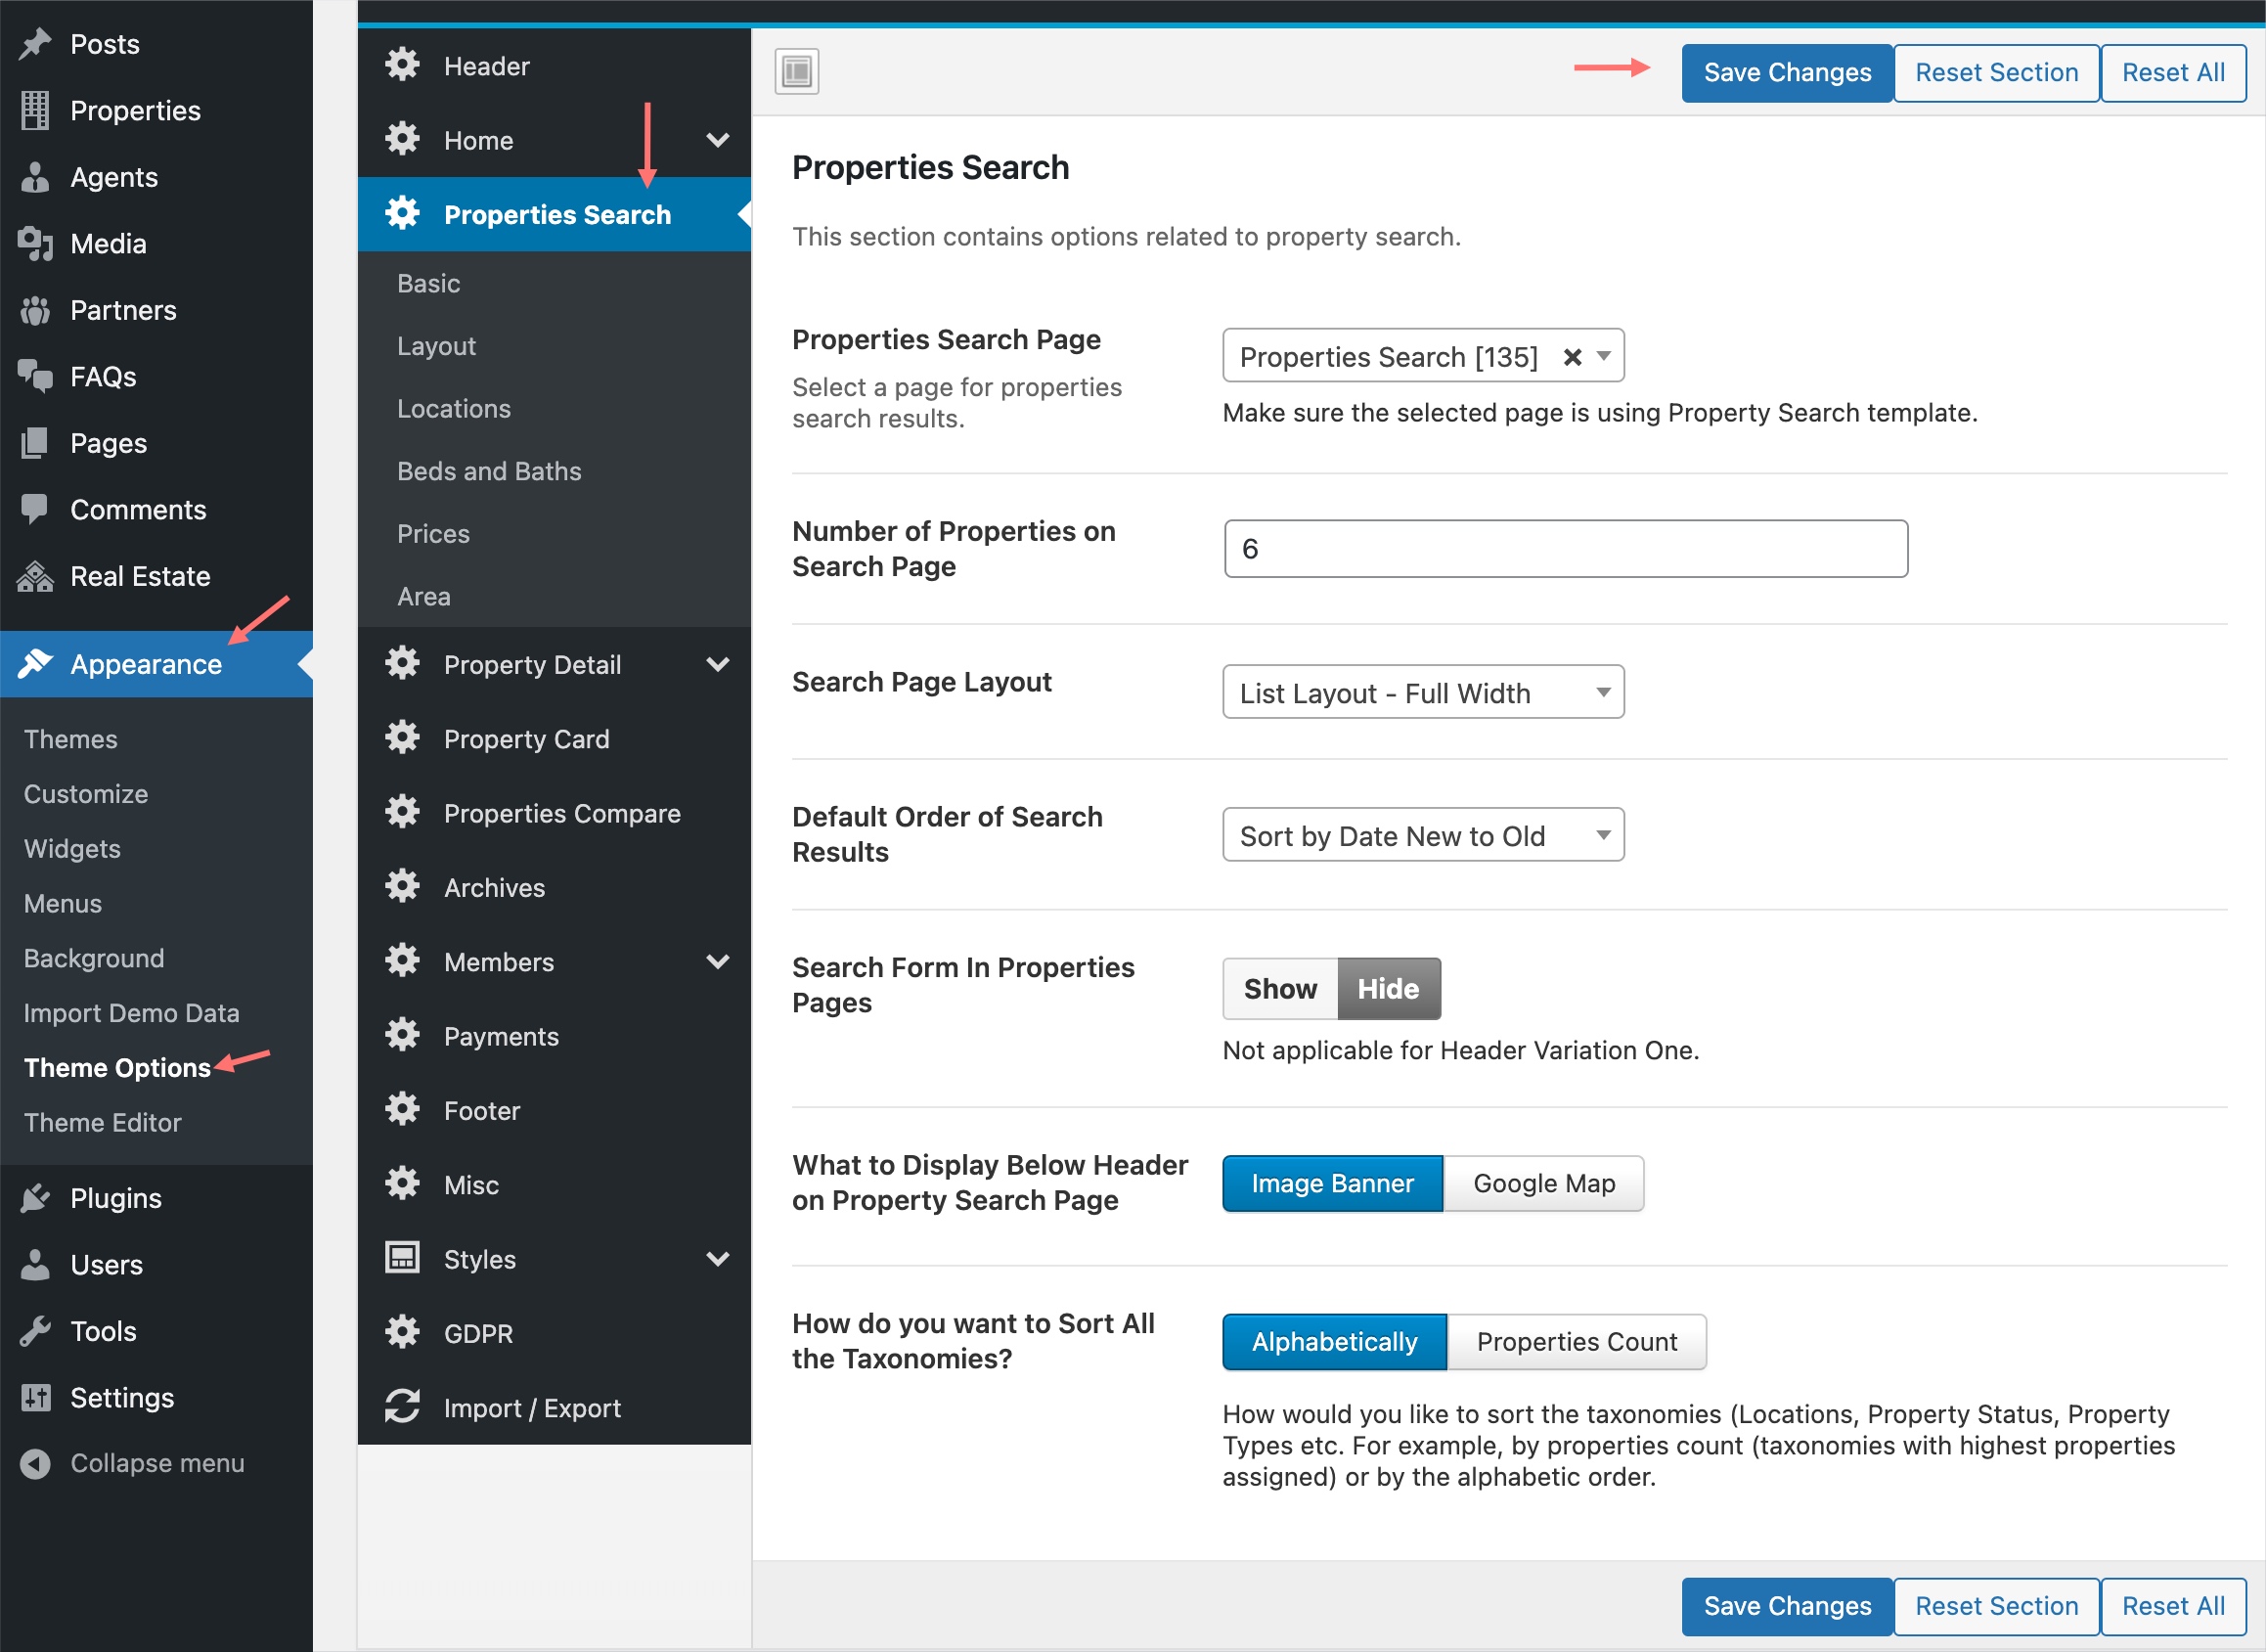 Posts
Properties
Agents
Media
Partners
FAQs
Pages
Comments
Real Estate
Appearance
Themes
Customize
Widgets
Menus
Background
Import Demo Data
Theme Options
Theme Editor
Plugins
Users
Tools
Settings
Collapse menu
Header
Home
Properties Search
Basic
Layout
Locations
Beds and Baths
Prices
Area
Property Detail
Property Card
Properties Compare
Archives
Members
Payments
Footer
Misc
Styles
GDPR
Import / Export
Save Changes Reset Section Reset All
Properties Search
This section contains options related to property search.
Properties Search Page
Select a page for properties
search results.
Properties Search [135]
Make sure the selected page is using Property Search template.
Number of Properties on
Search Page
6
Search Page Layout
List Layout - Full Width
Default Order of Search
Results
Sort by Date New to Old
Search Form In Properties
Pages
Show Hide
Not applicable for Header Variation One.
What to Display Below Header
on Property Search Page
Image Banner Google Map
How do you want to Sort All
the Taxonomies?
Alphabetically Properties Count
How would you like to sort the taxonomies (Locations, Property Status, Property
Types etc. For example, by properties count (taxonomies with highest properties
assigned) or by the alphabetic order.
Save Changes Reset Section Reset All